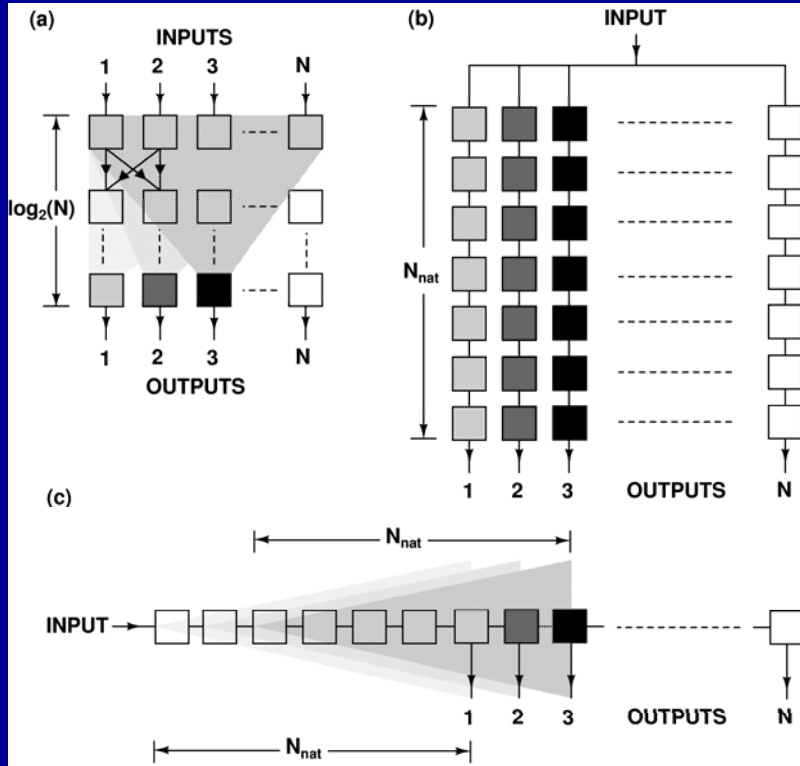 (a)
INPUTS
1 2 3 N
log₂(N)
1 2 3 N
OUTPUTS
(b)
INPUT
Nnat
1 2 3 OUTPUTS N
(c)
Nnat
INPUT
1 2 3 OUTPUTS N
Nnat